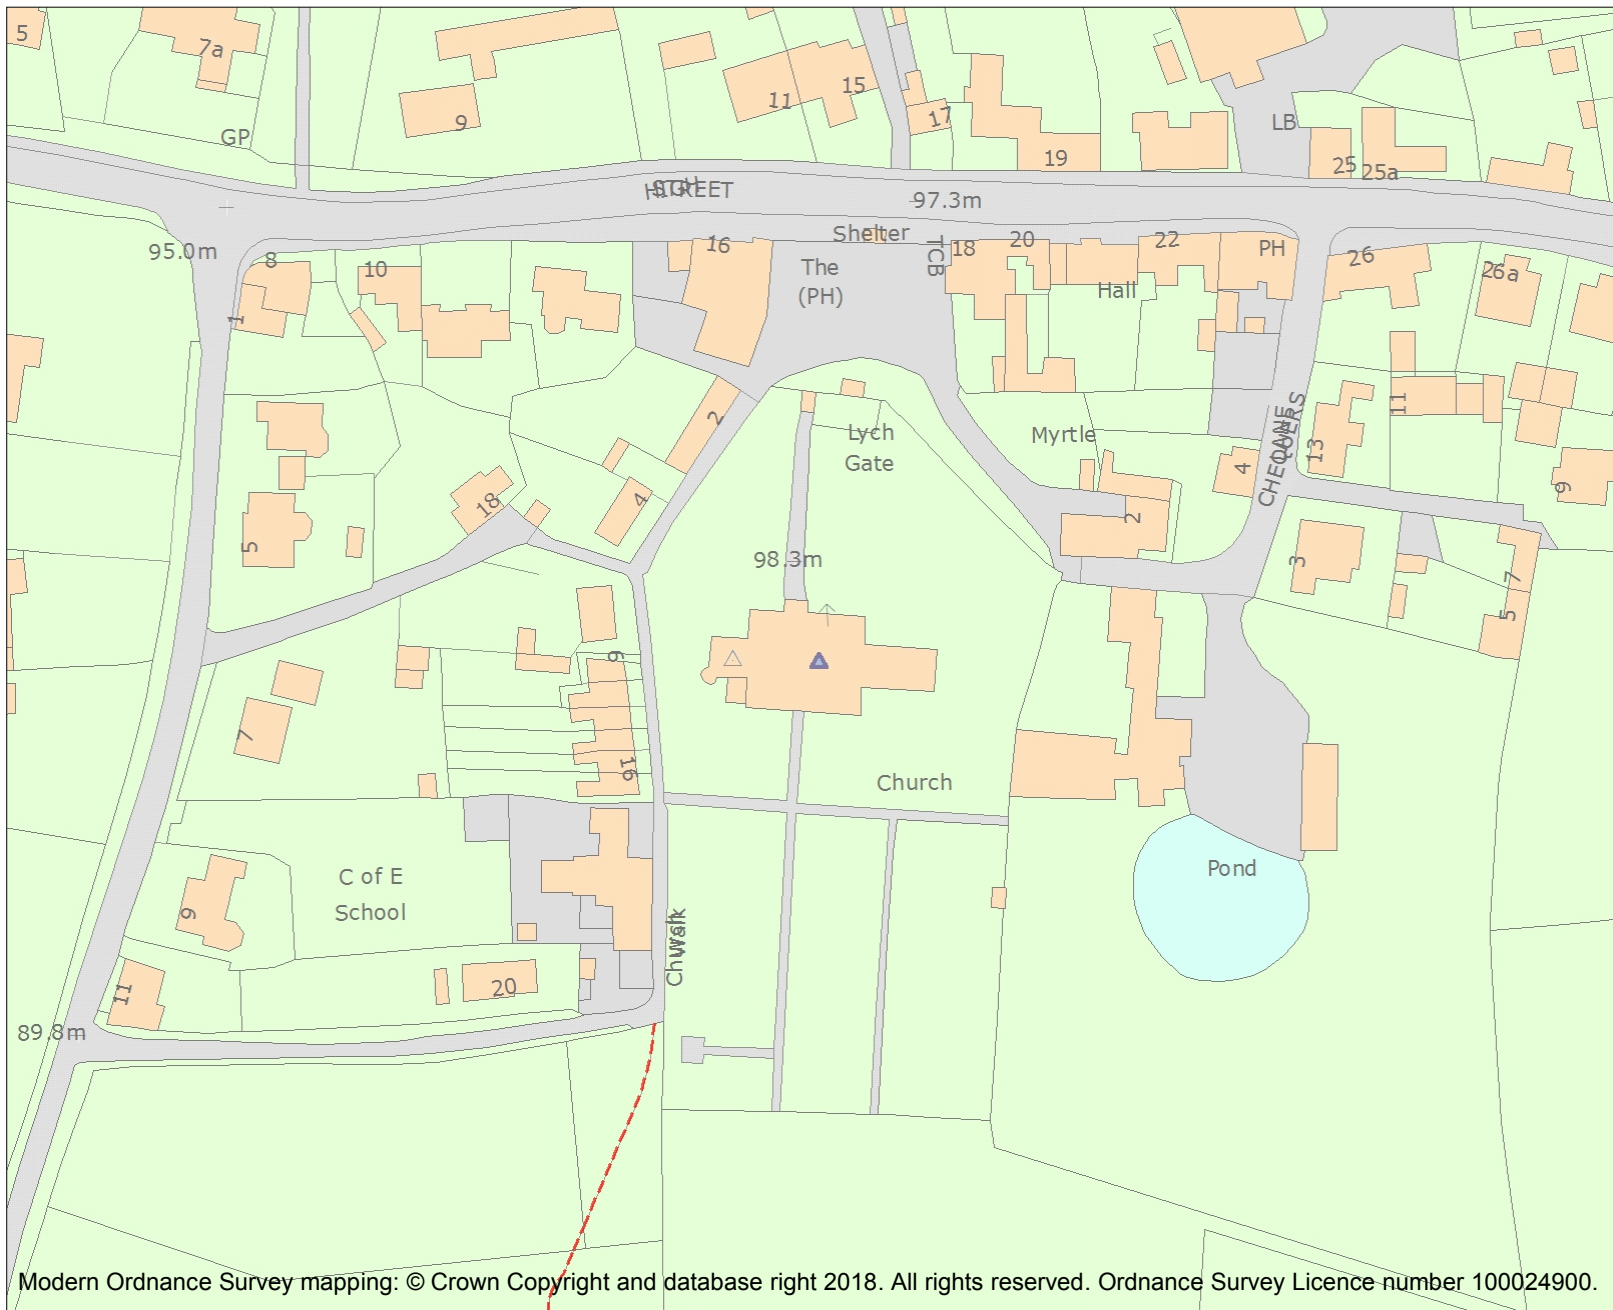 5
7a
9
11
15
17
19
GP
LB
25
25a
HIGH
STREET
97.3m
95.0m
Shelter
8
10
16
The
(PH)
TCB
18
20
22
Hall
PH
26
26a
1
2
Lych
Gate
Myrtle
CHEQUERS
LANE
13
11
4
9
18
4
5
2
3
7
5
98.3m
6
7
16
Church
C of E
School
Pond
9
Church
Walk
11
20
89.8m
Modern Ordnance Survey mapping: © Crown Copyright and database right 2018. All rights reserved. Ordnance Survey Licence number 100024900.